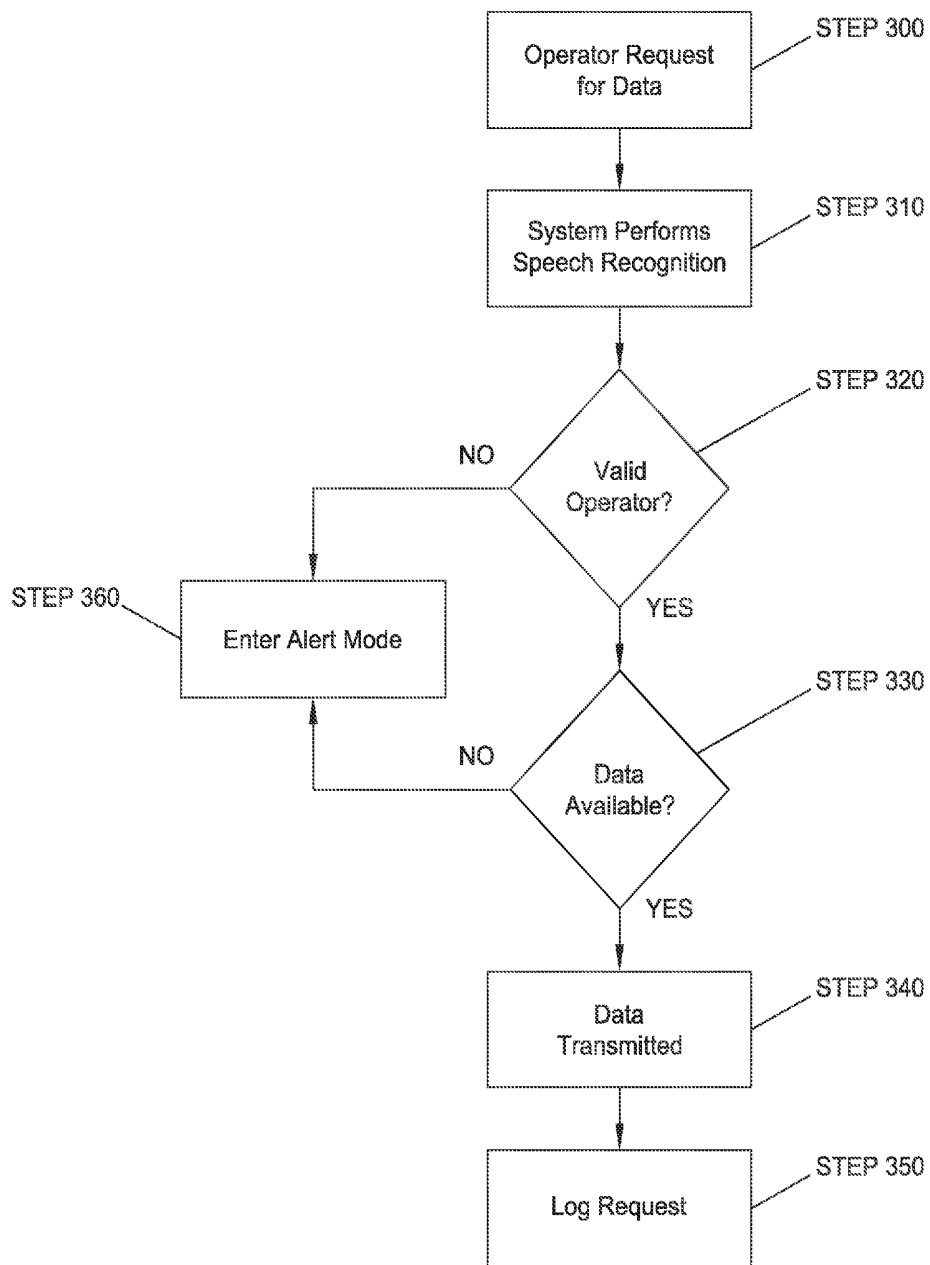 STEP 300
Operator Request
for Data
STEP 310
System Performs
Speech Recognition
STEP 320
NO
Valid
Operator?
STEP 360
Enter Alert Mode
YES
STEP 330
NO
Data
Available?
YES
STEP 340
Data
Transmitted
STEP 350
Log Request